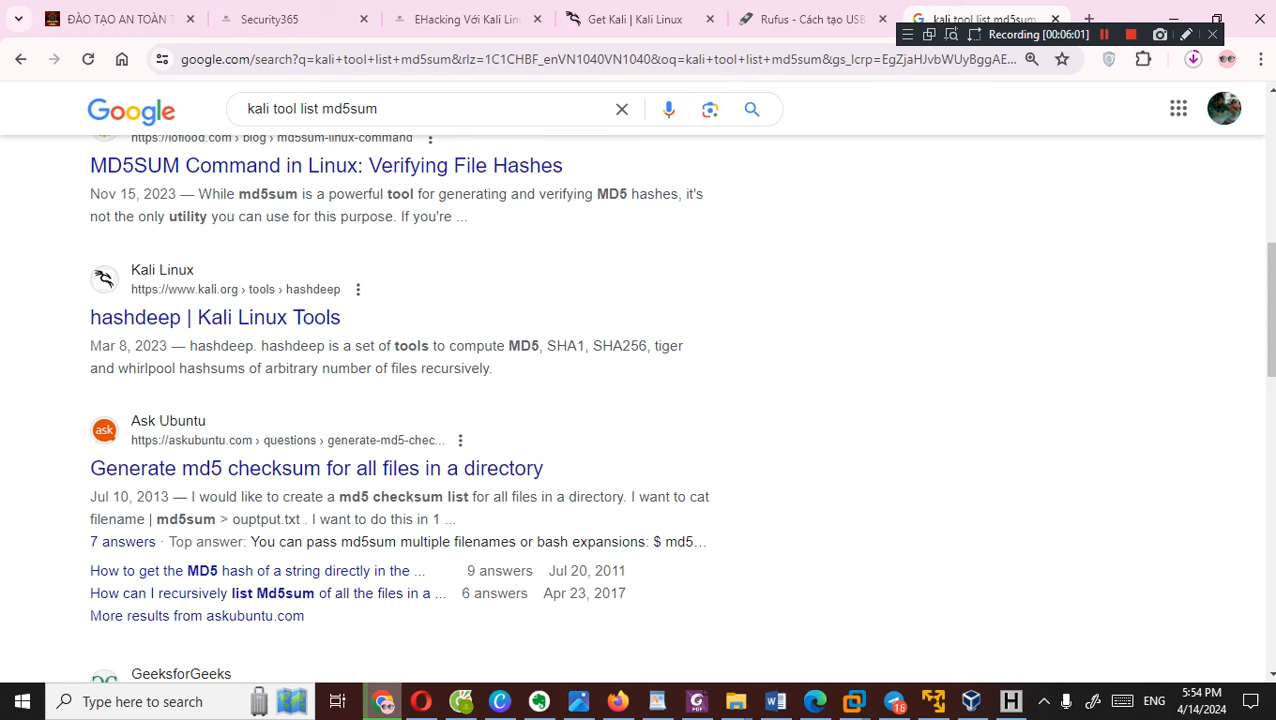 ĐÀO TẠO AN TOÀN T
Security365
EHacking Với Kali Lin
Get Kali | Kali Linux
Rufus - Cách tạo USB
kali tool list md5sum
Recording [00:06:01]
google.com/search?q=kali+tool+list+md5sum&rlz=1C1CHBF_enVN1040VN1040&oq=kali+tool+list+md5sum&gs_lcrp=EgZjaHJvbWUyBggAE...
Google
kali tool list md5sum
https://ioflood.com › blog › md5sum-linux-command
MD5SUM Command in Linux: Verifying File Hashes
Nov 15, 2023 — While md5sum is a powerful tool for generating and verifying MD5 hashes, it's
not the only utility you can use for this purpose. If you're ...
Kali Linux
https://www.kali.org › tools › hashdeep
hashdeep | Kali Linux Tools
Mar 8, 2023 — hashdeep. hashdeep is a set of tools to compute MD5, SHA1, SHA256, tiger
and whirlpool hashsums of arbitrary number of files recursively.
ask
Ask Ubuntu
https://askubuntu.com › questions › generate-md5-chec...
Generate md5 checksum for all files in a directory
Jul 10, 2013 — I would like to create a md5 checksum list for all files in a directory. I want to cat
filename | md5sum > ouptput.txt . I want to do this in 1 ...
7 answers · Top answer: You can pass md5sum multiple filenames or bash expansions: $ md5...
How to get the MD5 hash of a string directly in the ... 9 answers Jul 20, 2011
How can I recursively list Md5sum of all the files in a ... 6 answers Apr 23, 2017
More results from askubuntu.com
GeeksforGeeks
Type here to search
16
ENG
5:54 PM
4/14/2024